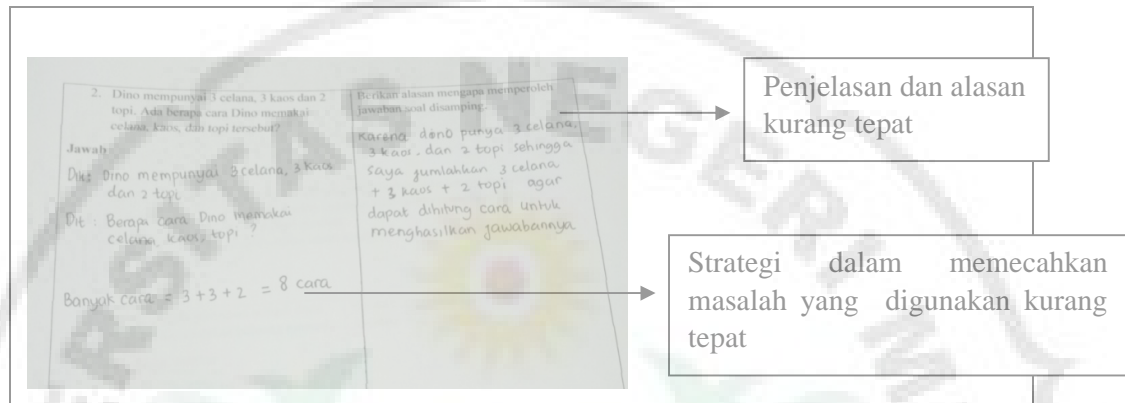 2. Dino mempunyai 3 celana, 3 kaos dan 2
topi. Ada berapa cara Dino memakai
celana, kaos, dan topi tersebut?
Jawab
Dik: Dino mempunyai 3 celana, 3 kaos
dan 2 topi
Dit : Berapa cara Dino memakai
celana, kaos, topi ?
Banyak cara = 3 + 3 + 2 = 8 cara
Berikan alasan mengapa memperoleh
jawaban soal disamping.
Karena dono punya 3 celana,
3 kaos, dan 2 topi sehingga
saya jumlahkan 3 celana
+ 3 kaos + 2 topi agar
dapat dihitung cara untuk
menghasilkan jawabannya
Penjelasan dan alasan
kurang tepat
Strategi dalam memecahkan
masalah yang digunakan kurang
tepat
RSITAS NEGERI M